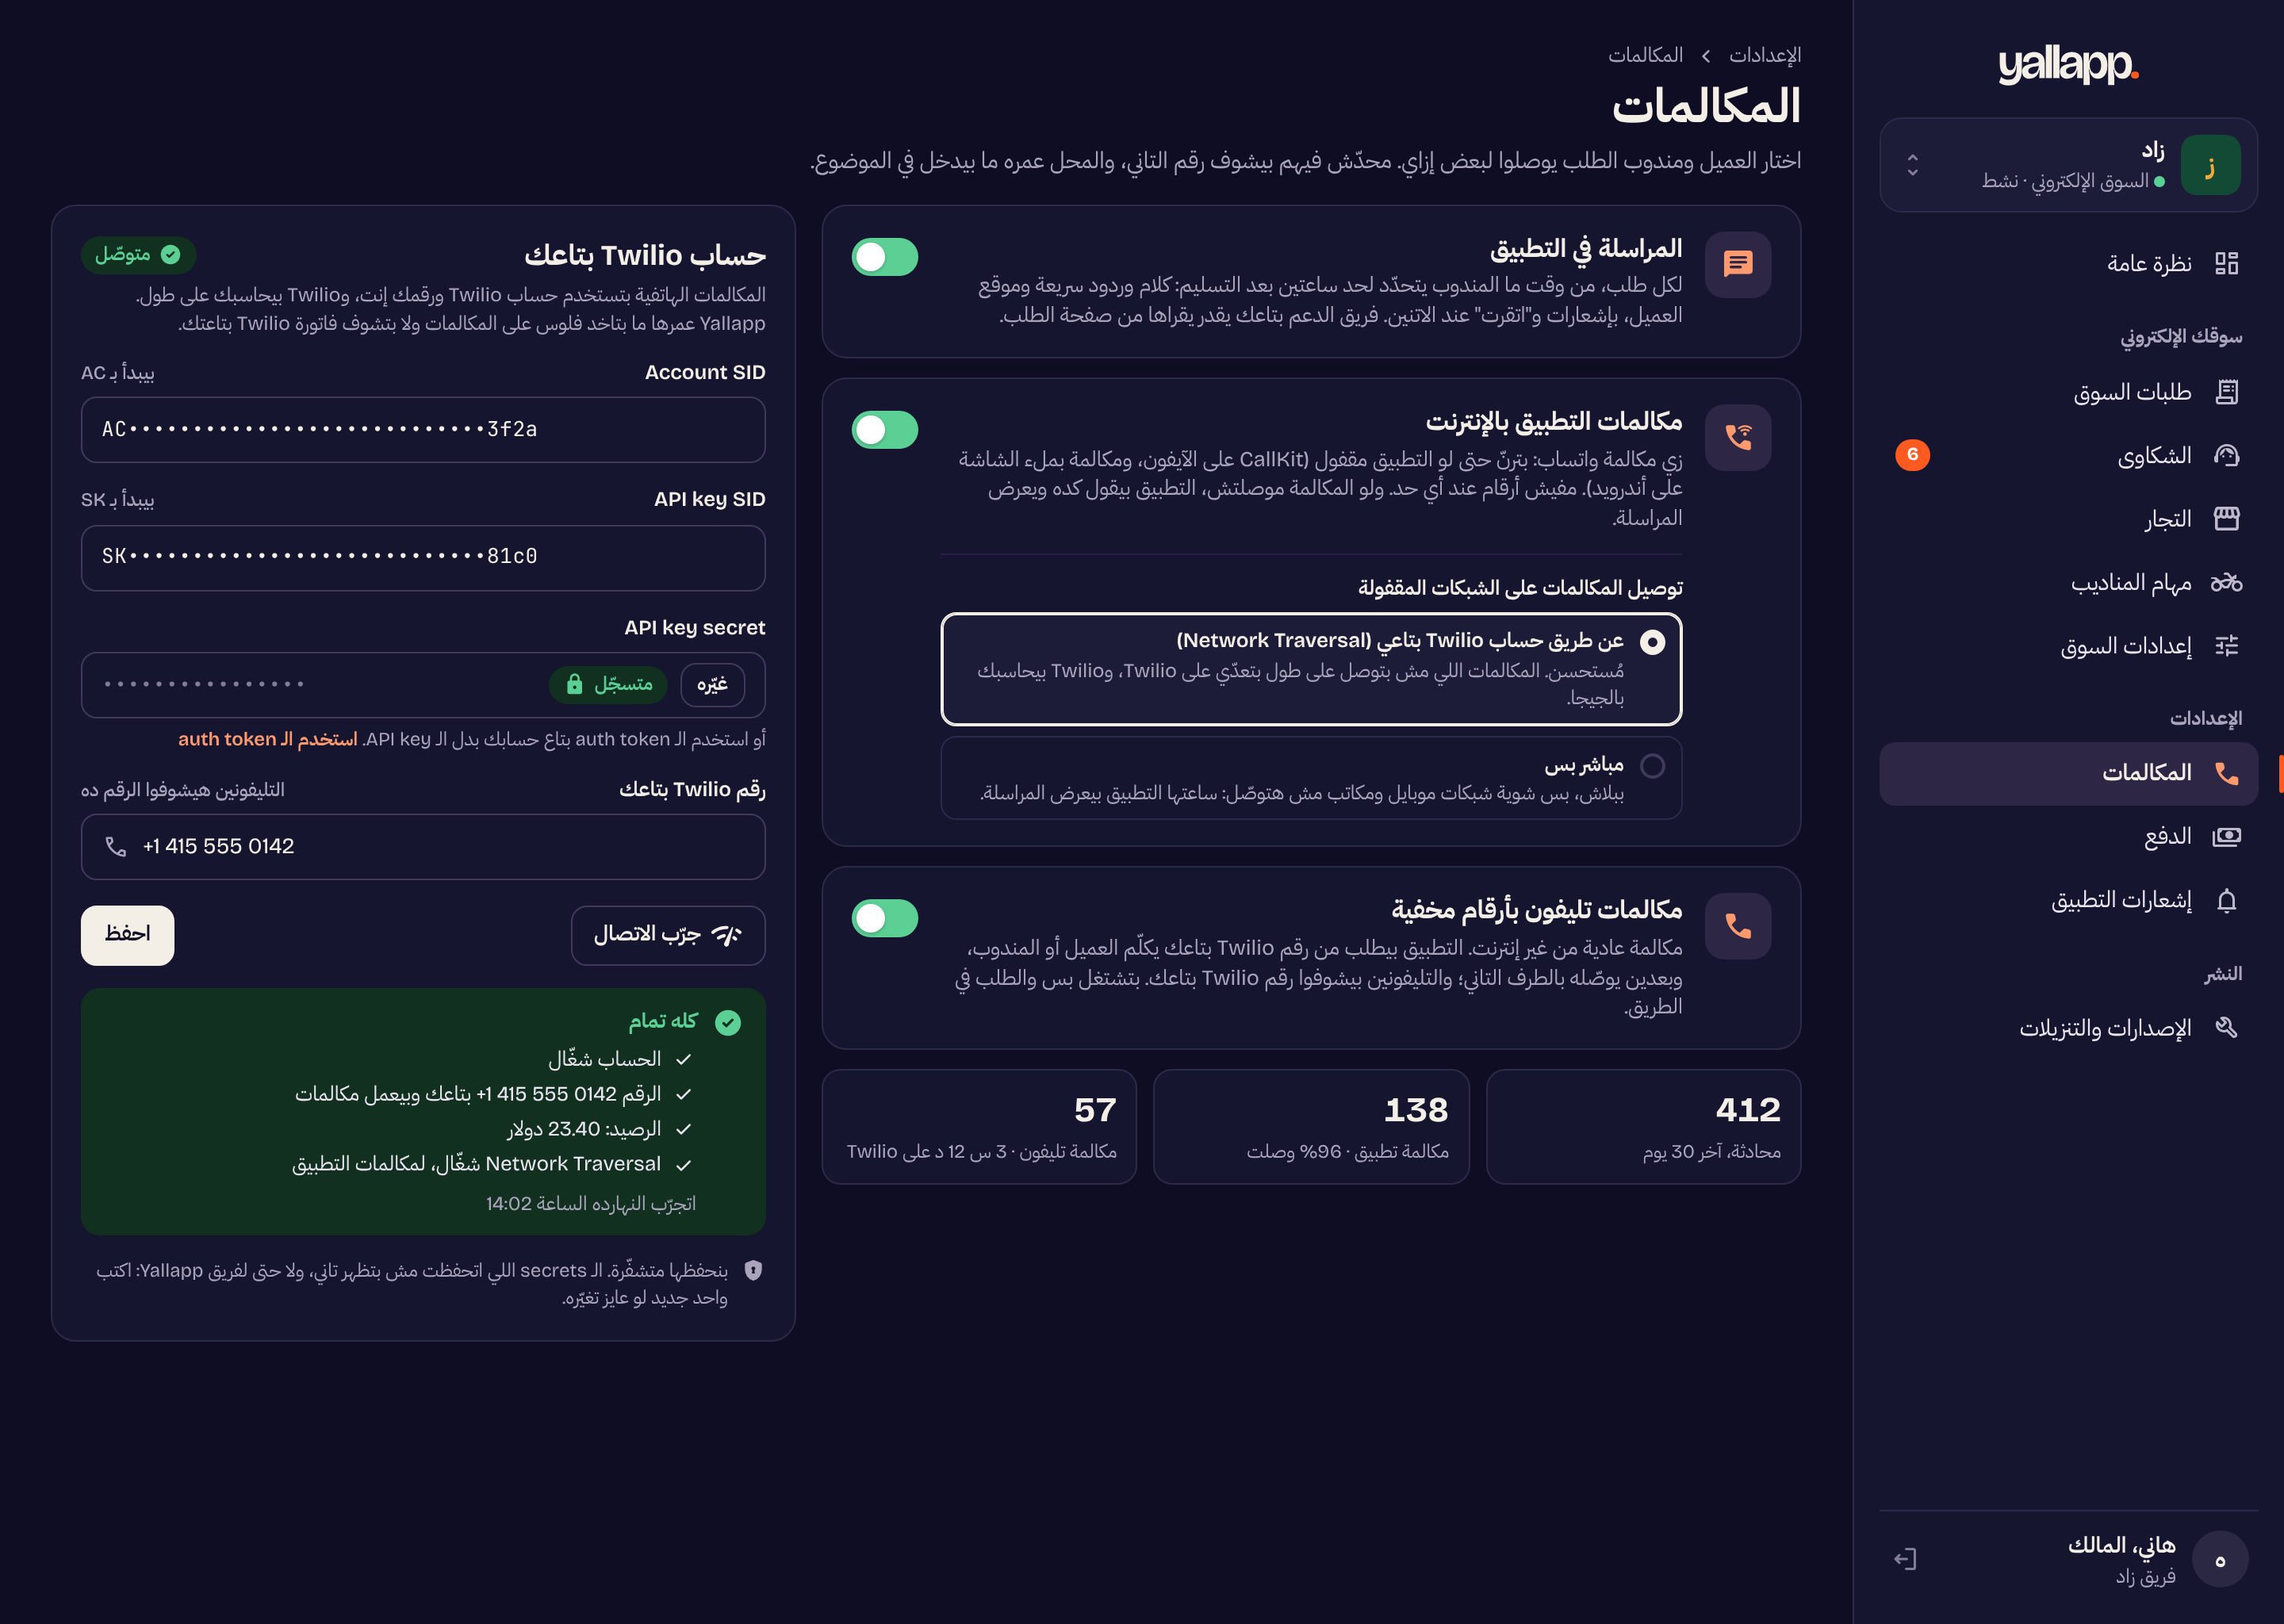 yallapp.
ز
زاد
السوق الإلكتروني · نشط
نظرة عامة
سوقك الإلكتروني
طلبات السوق
الشكاوى
6
التجار
مهام المناديب
إعدادات السوق
الإعدادات
المكالمات
الدفع
إشعارات التطبيق
النشر
الإصدارات والتنزيلات
ه
هاني، المالك
فريق زاد
الإعدادات
المكالمات
المكالمات
اختار العميل ومندوب الطلب يوصلوا لبعض إزاي. محدّش فيهم بيشوف رقم التاني، والمحل عمره ما بيدخل في الموضوع.
المراسلة في التطبيق
لكل طلب، من وقت ما المندوب يتحدّد لحد ساعتين بعد التسليم: كلام وردود سريعة وموقع
العميل، بإشعارات و"اتقرت" عند الاتنين. فريق الدعم بتاعك يقدر يقراها من صفحة الطلب.
مكالمات التطبيق بالإنترنت
زي مكالمة واتساب: بترنّ حتى لو التطبيق مقفول (CallKit على الآيفون، ومكالمة بملء الشاشة
على أندرويد). مفيش أرقام عند أي حد. ولو المكالمة موصلتش، التطبيق بيقول كده ويعرض
المراسلة.
توصيل المكالمات على الشبكات المقفولة
عن طريق حساب Twilio بتاعي (Network Traversal)
مُستحسن. المكالمات اللي مش بتوصل على طول بتعدّي على Twilio، وTwilio بيحاسبك
بالجيجا.
مباشر بس
ببلاش، بس شوية شبكات موبايل ومكاتب مش هتوصّل: ساعتها التطبيق بيعرض المراسلة.
مكالمات تليفون بأرقام مخفية
مكالمة عادية من غير إنترنت. التطبيق بيطلب من رقم Twilio بتاعك يكلّم العميل أو المندوب،
وبعدين يوصّله بالطرف التاني؛ والتليفونين بيشوفوا رقم Twilio بتاعك. بتشتغل بس والطلب في
الطريق.
412
محادثة، آخر 30 يوم
138
مكالمة تطبيق · 96% وصلت
57
مكالمة تليفون · 3 س 12 د على Twilio
حساب Twilio بتاعك
متوصّل
المكالمات الهاتفية بتستخدم حساب Twilio ورقمك إنت، وTwilio بيحاسبك على طول.
Yallapp عمرها ما بتاخد فلوس على المكالمات ولا بتشوف فاتورة Twilio بتاعتك.
Account SID
بيبدأ بـ AC
AC••••••••••••••••••••••••••••3f2a
API key SID
بيبدأ بـ SK
SK••••••••••••••••••••••••••••81c0
API key secret
غيّره
متسجّل
••••••••••••••••
أو استخدم الـ auth token بتاع حسابك بدل الـ API key. استخدم الـ auth token
رقم Twilio بتاعك
التليفونين هيشوفوا الرقم ده
+1 415 555 0142
جرّب الاتصال
احفظ
كله تمام
الحساب شغّال
الرقم 0142 555 415 1+ بتاعك وبيعمل مكالمات
الرصيد: 23.40 دولار
Network Traversal شغّال، لمكالمات التطبيق
اتجرّب النهارده الساعة 14:02
بنحفظها متشفّرة. الـ secrets اللي اتحفظت مش بتظهر تاني، ولا حتى لفريق Yallapp: اكتب
واحد جديد لو عايز تغيّره.